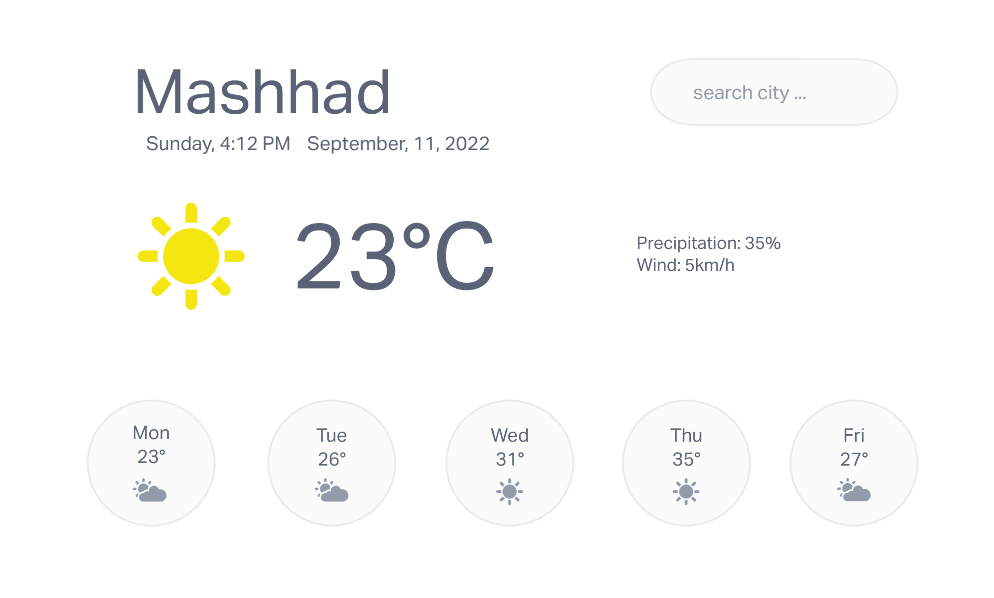 Mashhad
search city ...
Sunday, 4:12 PM September, 11, 2022
23°C
Precipitation: 35%
Wind: 5km/h
Mon
23°
Tue
26°
Wed
31°
Thu
35°
Fri
27°